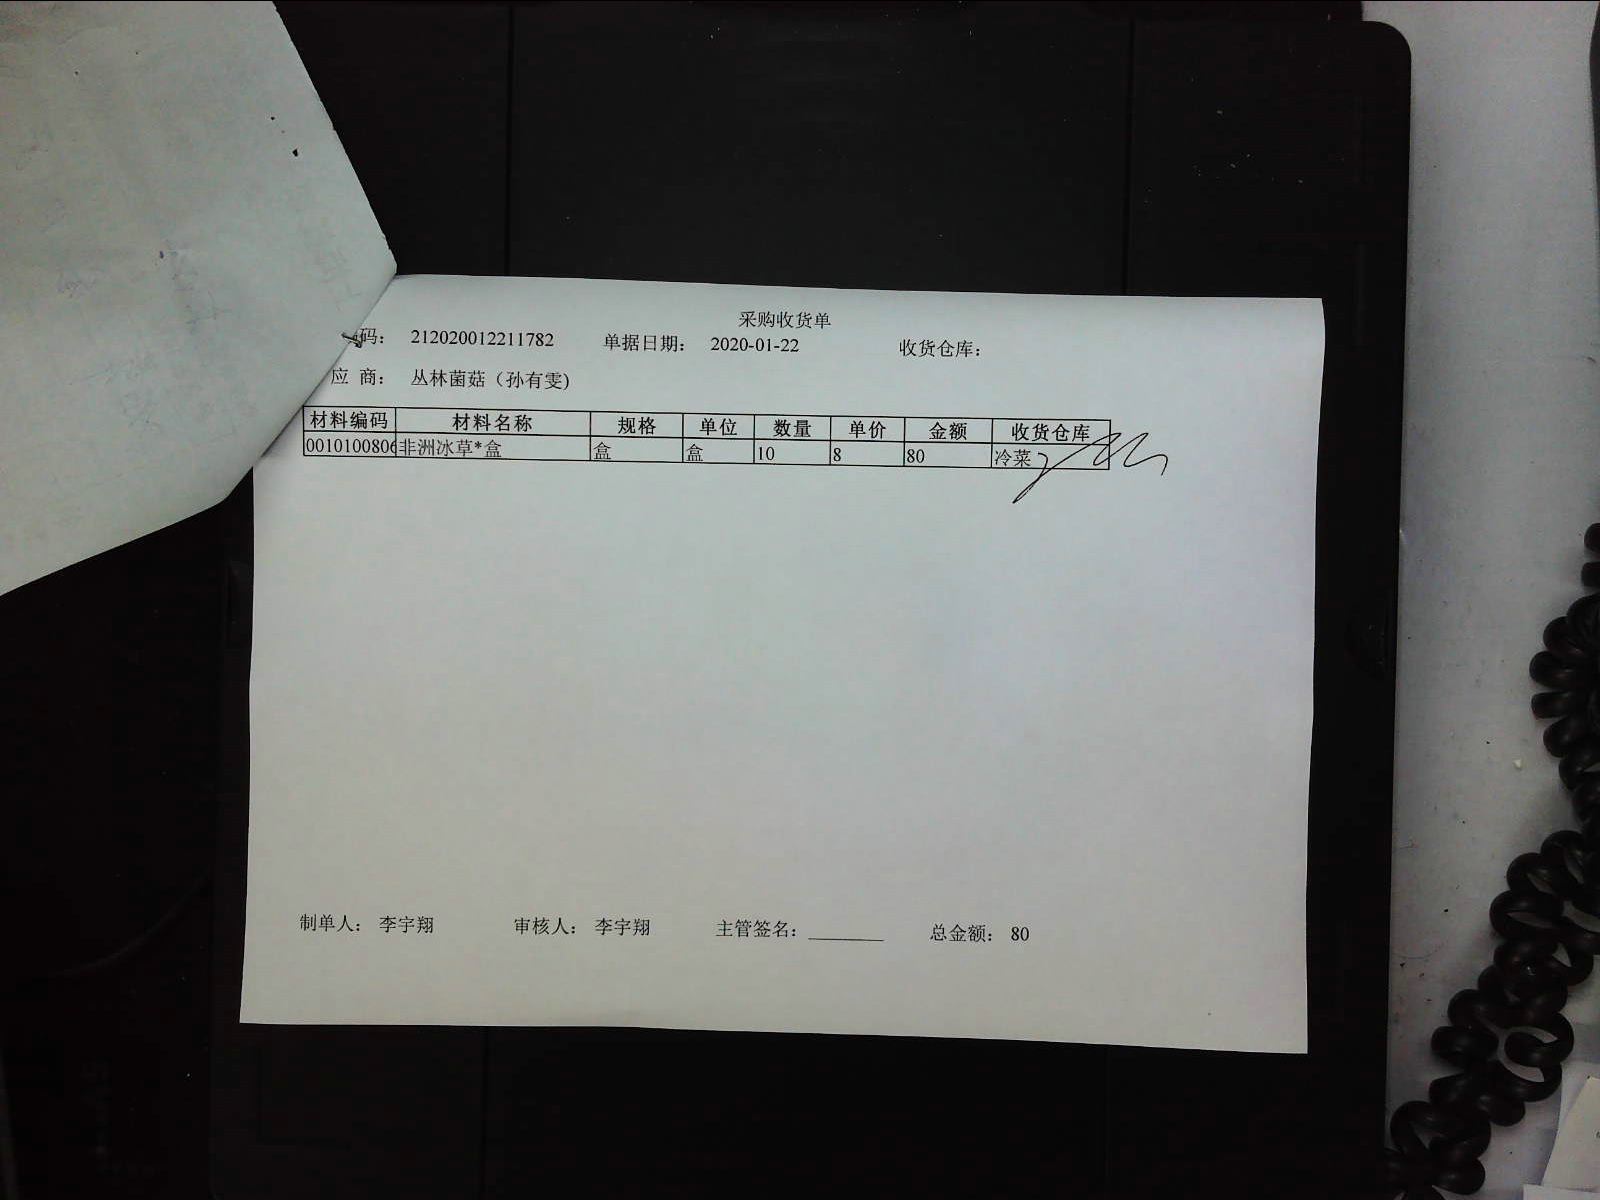 采购收货单
码： 212020012211782 单据日期： 2020-01-22 收货仓库：
应 商： 丛林菌菇（孙有雯)
材料编码 材料名称 规格 单位 数量 单价 金额 收货仓库
0010100806 非洲冰草*盒 盒 盒 10 8 80 冷菜
制单人： 李宇翔 审核人： 李宇翔 主管签名： ________ 总金额： 80